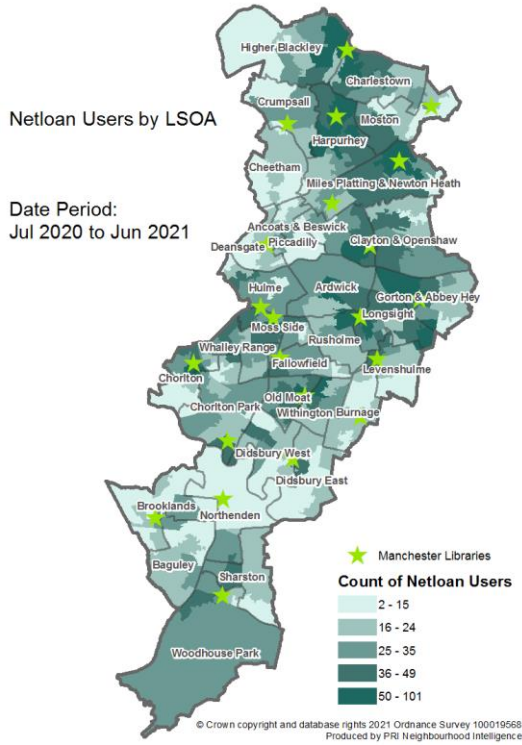 Netloan Users by LSOA
Date Period:
Jul 2020 to Jun 2021
Higher Blackley
Charlestown
Crumpsall
Moston
Harpurhey
Cheetham
Miles Platting & Newton Heath
Ancoats & Beswick
Deansgate
Piccadilly
Clayton & Openshaw
Hulme
Ardwick
Gorton & Abbey Hey
Longsight
Moss Side
Rusholme
Whalley Range
Fallowfield
Levenshulme
Chorlton
Old Moat
Chorlton Park
Withington
Burnage
Didsbury West
Didsbury East
Brooklands
Northenden
Baguley
Sharston
Woodhouse Park
Manchester Libraries
Count of Netloan Users
2 - 15
16 - 24
25 - 35
36 - 49
50 - 101
© Crown copyright and database rights 2021 Ordnance Survey 100019568
Produced by PRI Neighbourhood Intelligence